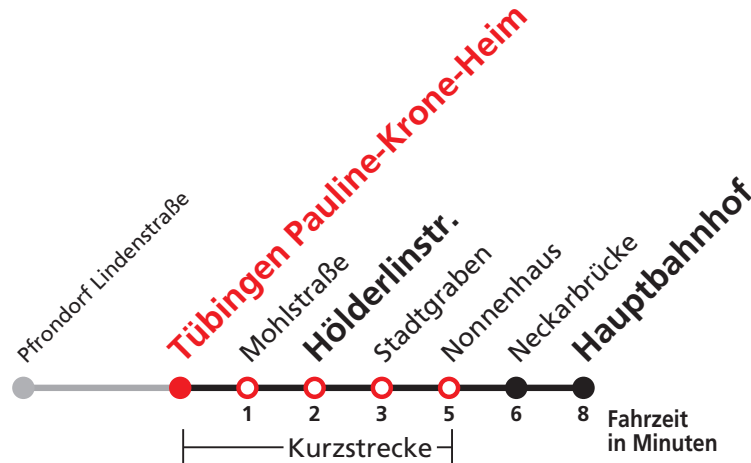 Pfrondorf Lindenstraße
Tübingen Pauline-Krone-Heim
Mohlstraße
Hölderlinstr.
Stadtgraben
Nonnenhaus
Neckarbrücke
Hauptbahnhof
1 2 3 5 6 8 Fahrzeit
in Minuten
Kurzstrecke